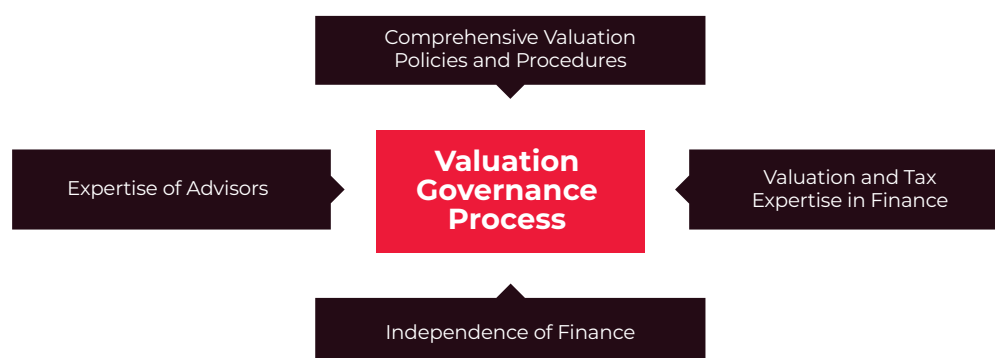 Comprehensive Valuation
Policies and Procedures
Expertise of Advisors
Valuation
Governance
Process
Valuation and Tax
Expertise in Finance
Independence of Finance